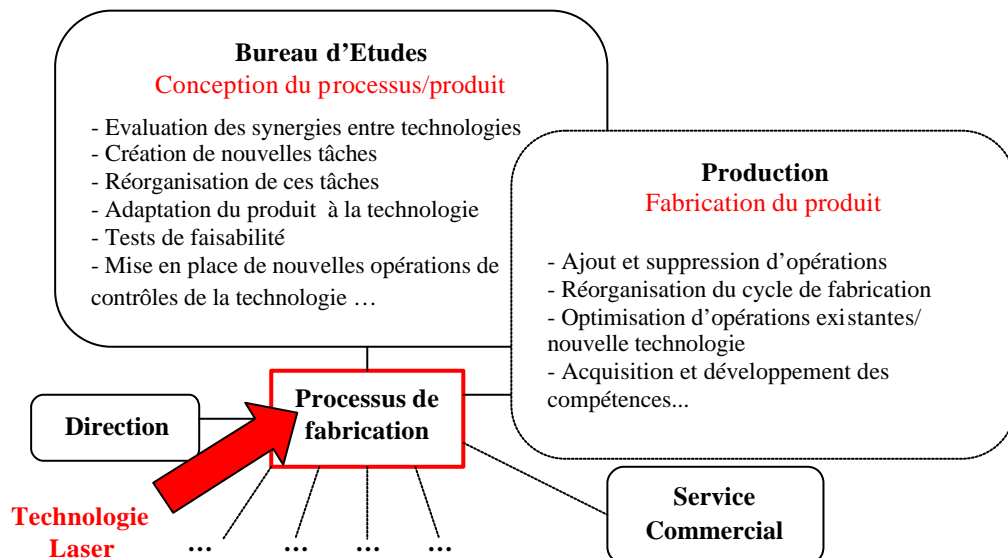 Bureau d’Etudes
Conception du processus/produit
- Evaluation des synergies entre technologies
- Création de nouvelles tâches
- Réorganisation de ces tâches
- Adaptation du produit à la technologie
- Tests de faisabilité
- Mise en place de nouvelles opérations de
contrôles de la technologie …
Production
Fabrication du produit
- Ajout et suppression d’opérations
- Réorganisation du cycle de fabrication
- Optimisation d’opérations existantes/
nouvelle technologie
- Acquisition et développement des
compétences...
Processus de
fabrication
Direction
Technologie
Laser
... ... ... ...
Service
Commercial